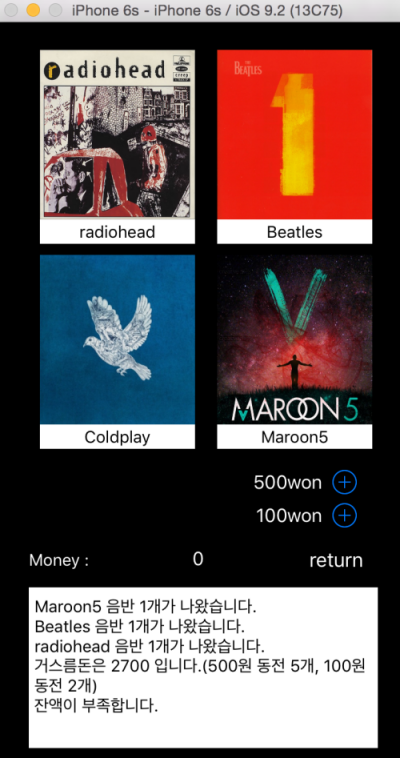 iPhone 6s - iPhone 6s / iOS 9.2 (13C75)
radiohead
THE BEATLES
1
radiohead
Beatles
V
MAROON 5
Coldplay
Maroon5
500won
100won
Money :
0
return
Maroon5 음반 1개가 나왔습니다.
Beatles 음반 1개가 나왔습니다.
radiohead 음반 1개가 나왔습니다.
거스름돈은 2700 입니다.(500원 동전 5개, 100원
동전 2개)
잔액이 부족합니다.